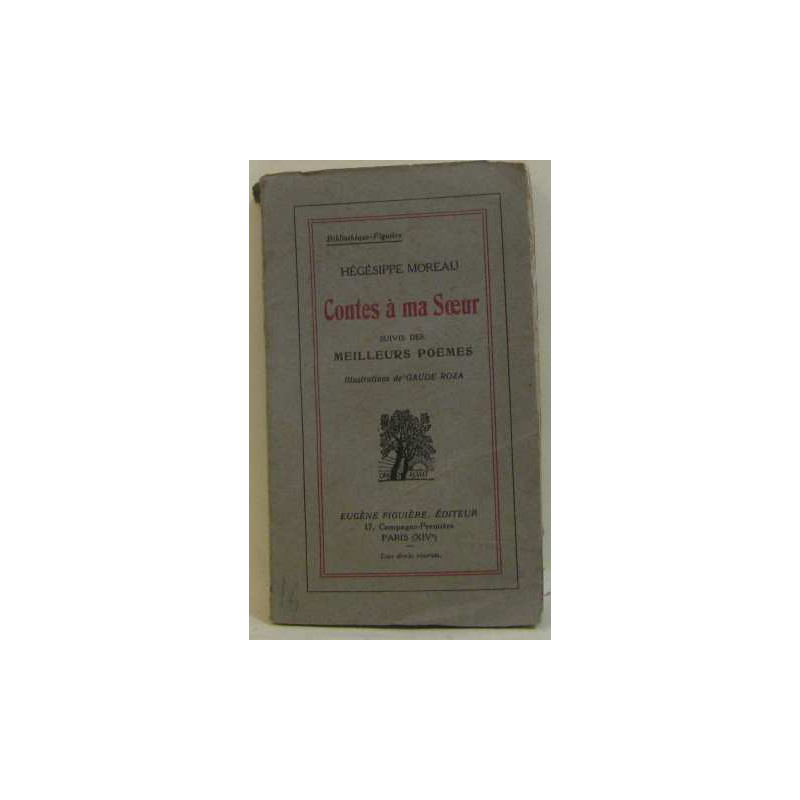 Bibliothèque-Figuière
HÉGÉSIPPE MOREAU
Contes à ma Sœur
SUIVIS DES
MEILLEURS POEMES
Illustrations de GAUDE ROZA
EUGÈNE FIGUIÈRE, ÉDITEUR
17, Campagne-Première
PARIS (XIVe)
Tous droits réservés.